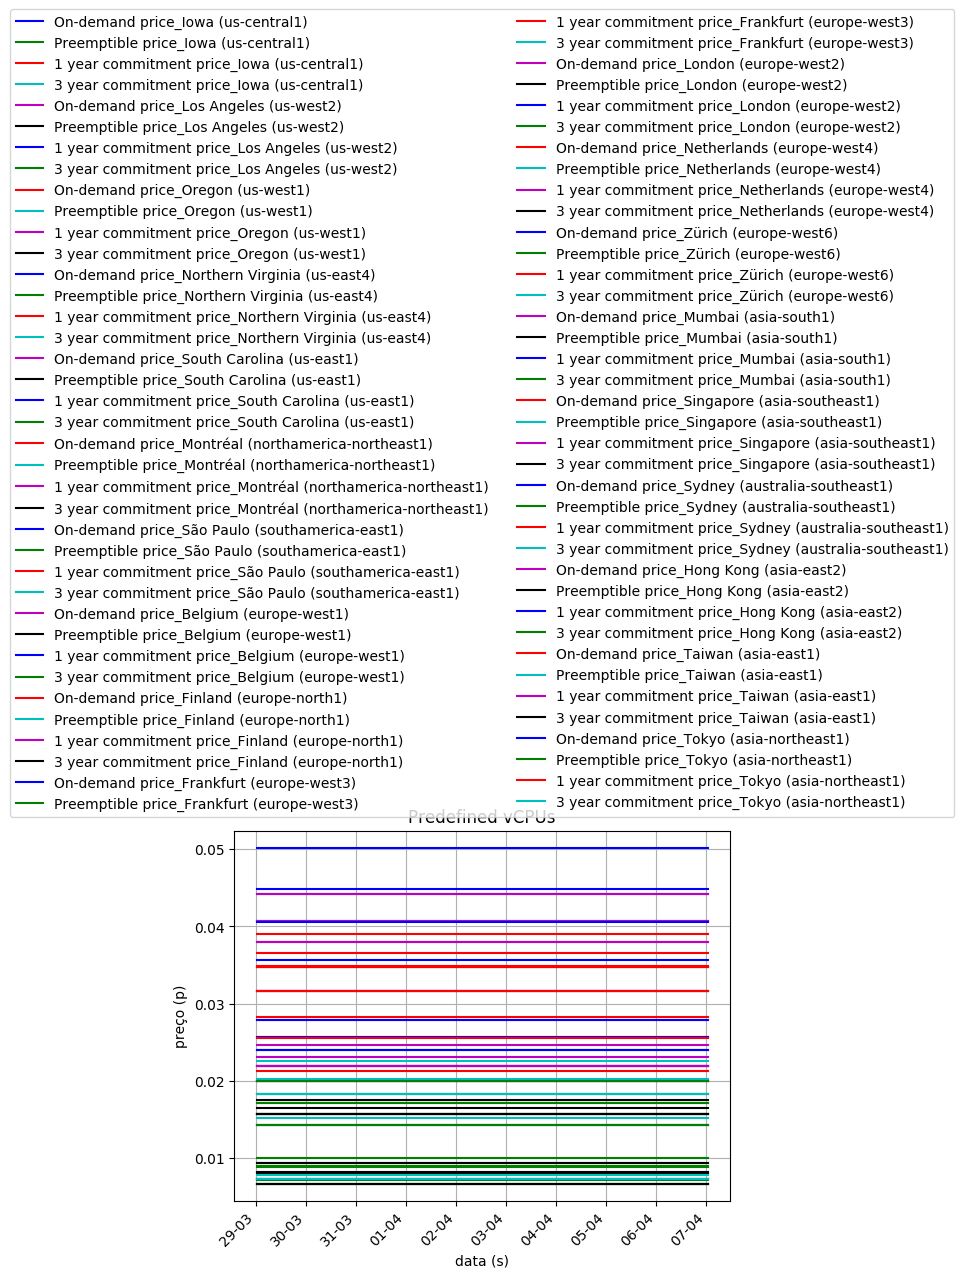 On-demand price_Iowa (us-central1)
Preemptible price_Iowa (us-central1)
1 year commitment price_Iowa (us-central1)
3 year commitment price_Iowa (us-central1)
On-demand price_Los Angeles (us-west2)
Preemptible price_Los Angeles (us-west2)
1 year commitment price_Los Angeles (us-west2)
3 year commitment price_Los Angeles (us-west2)
On-demand price_Oregon (us-west1)
Preemptible price_Oregon (us-west1)
1 year commitment price_Oregon (us-west1)
3 year commitment price_Oregon (us-west1)
On-demand price_Northern Virginia (us-east4)
Preemptible price_Northern Virginia (us-east4)
1 year commitment price_Northern Virginia (us-east4)
3 year commitment price_Northern Virginia (us-east4)
On-demand price_South Carolina (us-east1)
Preemptible price_South Carolina (us-east1)
1 year commitment price_South Carolina (us-east1)
3 year commitment price_South Carolina (us-east1)
On-demand price_Montréal (northamerica-northeast1)
Preemptible price_Montréal (northamerica-northeast1)
1 year commitment price_Montréal (northamerica-northeast1)
3 year commitment price_Montréal (northamerica-northeast1)
On-demand price_São Paulo (southamerica-east1)
Preemptible price_São Paulo (southamerica-east1)
1 year commitment price_São Paulo (southamerica-east1)
3 year commitment price_São Paulo (southamerica-east1)
On-demand price_Belgium (europe-west1)
Preemptible price_Belgium (europe-west1)
1 year commitment price_Belgium (europe-west1)
3 year commitment price_Belgium (europe-west1)
On-demand price_Finland (europe-north1)
Preemptible price_Finland (europe-north1)
1 year commitment price_Finland (europe-north1)
3 year commitment price_Finland (europe-north1)
On-demand price_Frankfurt (europe-west3)
Preemptible price_Frankfurt (europe-west3)
1 year commitment price_Frankfurt (europe-west3)
3 year commitment price_Frankfurt (europe-west3)
On-demand price_London (europe-west2)
Preemptible price_London (europe-west2)
1 year commitment price_London (europe-west2)
3 year commitment price_London (europe-west2)
On-demand price_Netherlands (europe-west4)
Preemptible price_Netherlands (europe-west4)
1 year commitment price_Netherlands (europe-west4)
3 year commitment price_Netherlands (europe-west4)
On-demand price_Zürich (europe-west6)
Preemptible price_Zürich (europe-west6)
1 year commitment price_Zürich (europe-west6)
3 year commitment price_Zürich (europe-west6)
On-demand price_Mumbai (asia-south1)
Preemptible price_Mumbai (asia-south1)
1 year commitment price_Mumbai (asia-south1)
3 year commitment price_Mumbai (asia-south1)
On-demand price_Singapore (asia-southeast1)
Preemptible price_Singapore (asia-southeast1)
1 year commitment price_Singapore (asia-southeast1)
3 year commitment price_Singapore (asia-southeast1)
On-demand price_Sydney (australia-southeast1)
Preemptible price_Sydney (australia-southeast1)
1 year commitment price_Sydney (australia-southeast1)
3 year commitment price_Sydney (australia-southeast1)
On-demand price_Hong Kong (asia-east2)
Preemptible price_Hong Kong (asia-east2)
1 year commitment price_Hong Kong (asia-east2)
3 year commitment price_Hong Kong (asia-east2)
On-demand price_Taiwan (asia-east1)
Preemptible price_Taiwan (asia-east1)
1 year commitment price_Taiwan (asia-east1)
3 year commitment price_Taiwan (asia-east1)
On-demand price_Tokyo (asia-northeast1)
Preemptible price_Tokyo (asia-northeast1)
1 year commitment price_Tokyo (asia-northeast1)
3 year commitment price_Tokyo (asia-northeast1)
Predefined vCPUs
0.05
0.04
0.03
0.02
0.01
preço (p)
29-03
30-03
31-03
01-04
02-04
03-04
04-04
05-04
06-04
07-04
data (s)